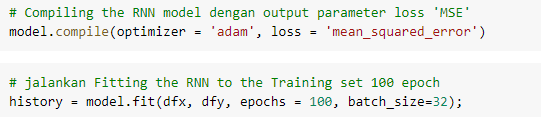 # Compiling the RNN model dengan output parameter loss 'MSE'
model.compile(optimizer = 'adam', loss = 'mean_squared_error')
# jalankan Fitting the RNN to the Training set 100 epoch
history = model.fit(dfx, dfy, epochs = 100, batch_size=32);